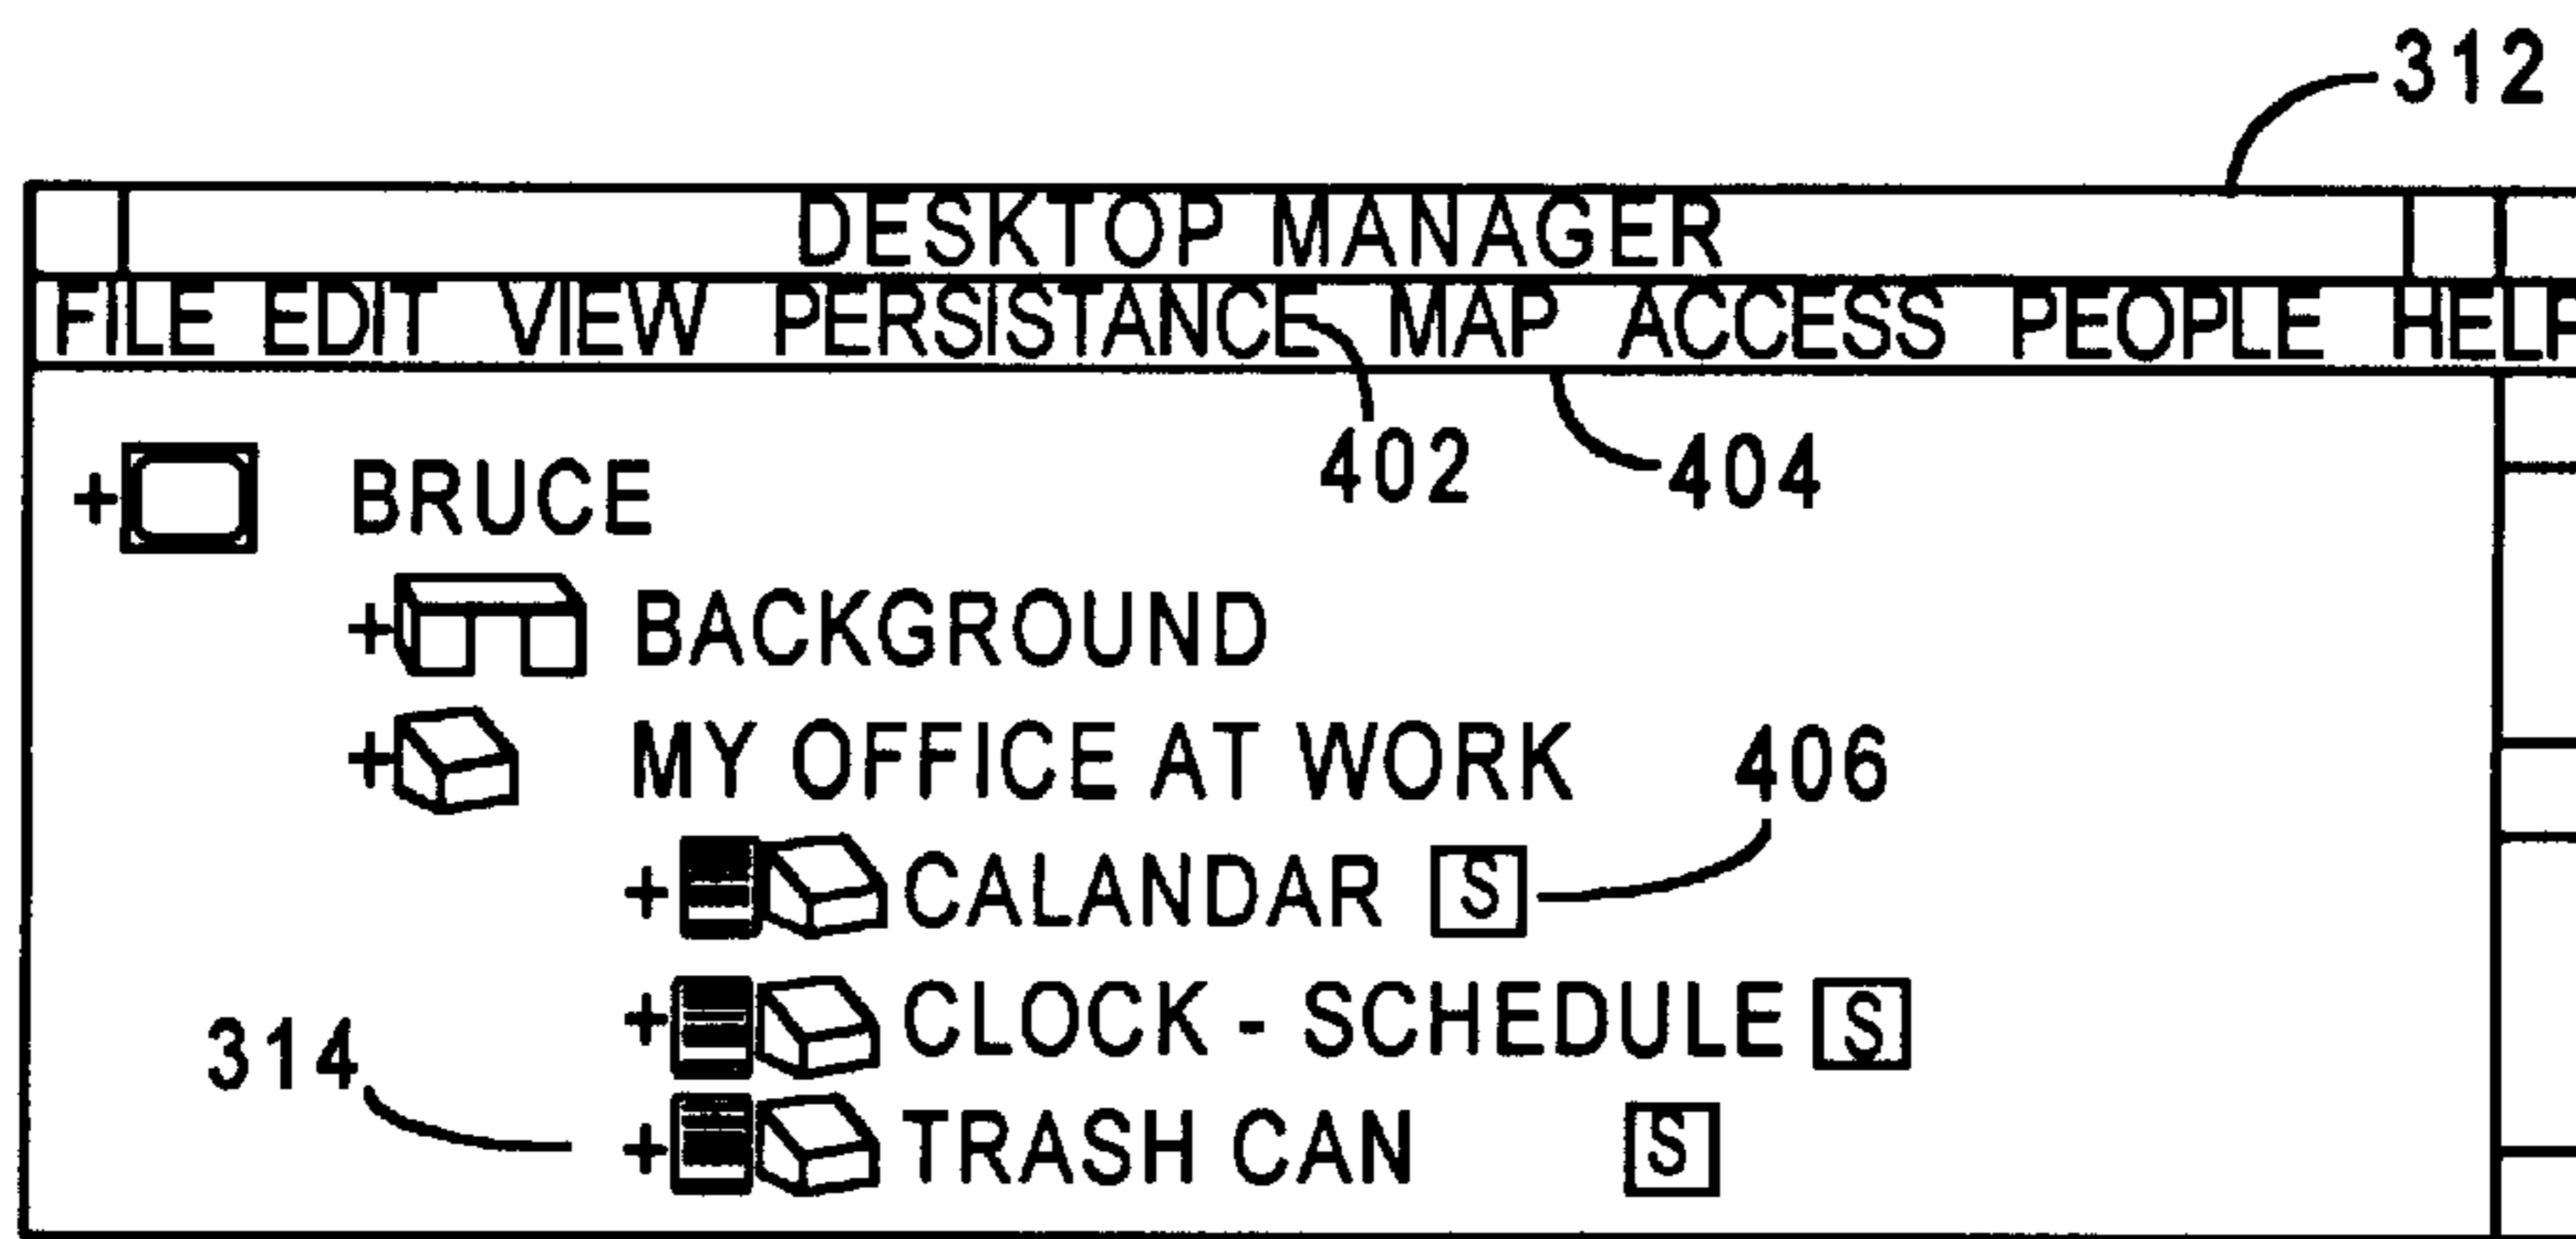 312
DESKTOP MANAGER
FILE EDIT VIEW PERSISTANCE MAP ACCESS PEOPLE HELP
402 404
BRUCE
BACKGROUND
MY OFFICE AT WORK 406
CALANDAR S
CLOCK - SCHEDULE S
314
TRASH CAN S